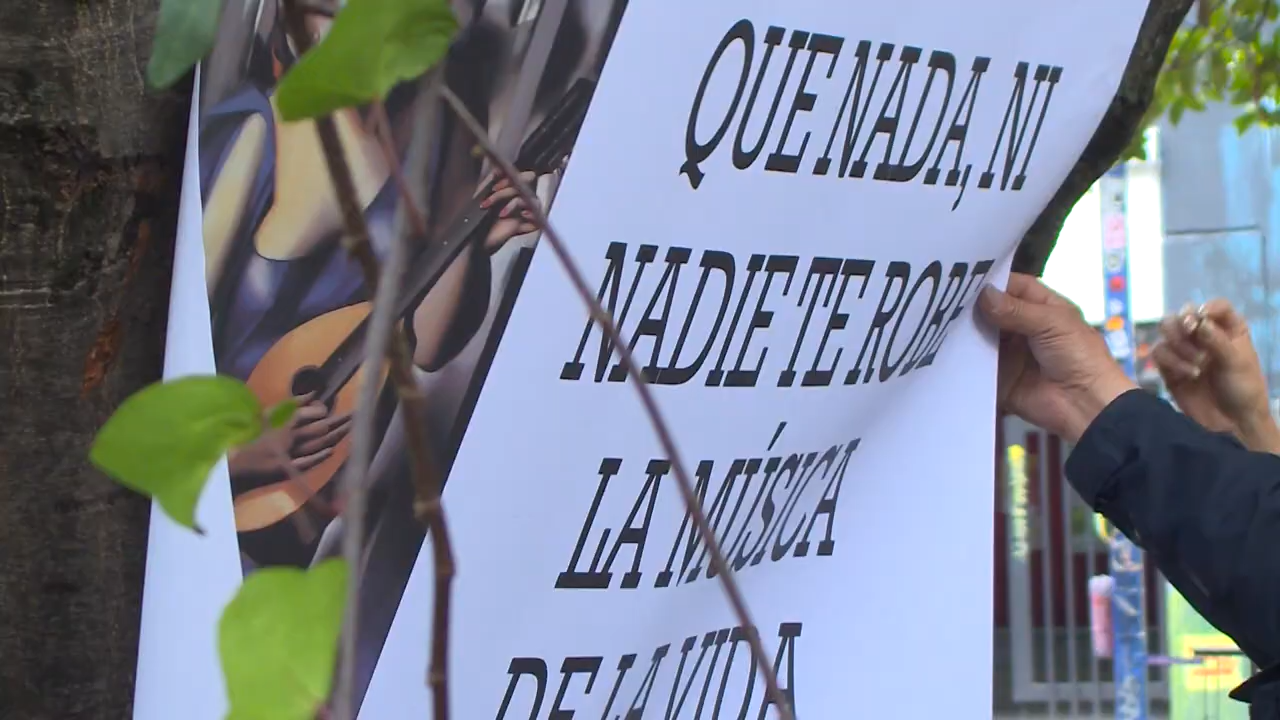 QUE NADA, NI
NADIE TE ROBE
LA MÚSICA
DE LA VIDA